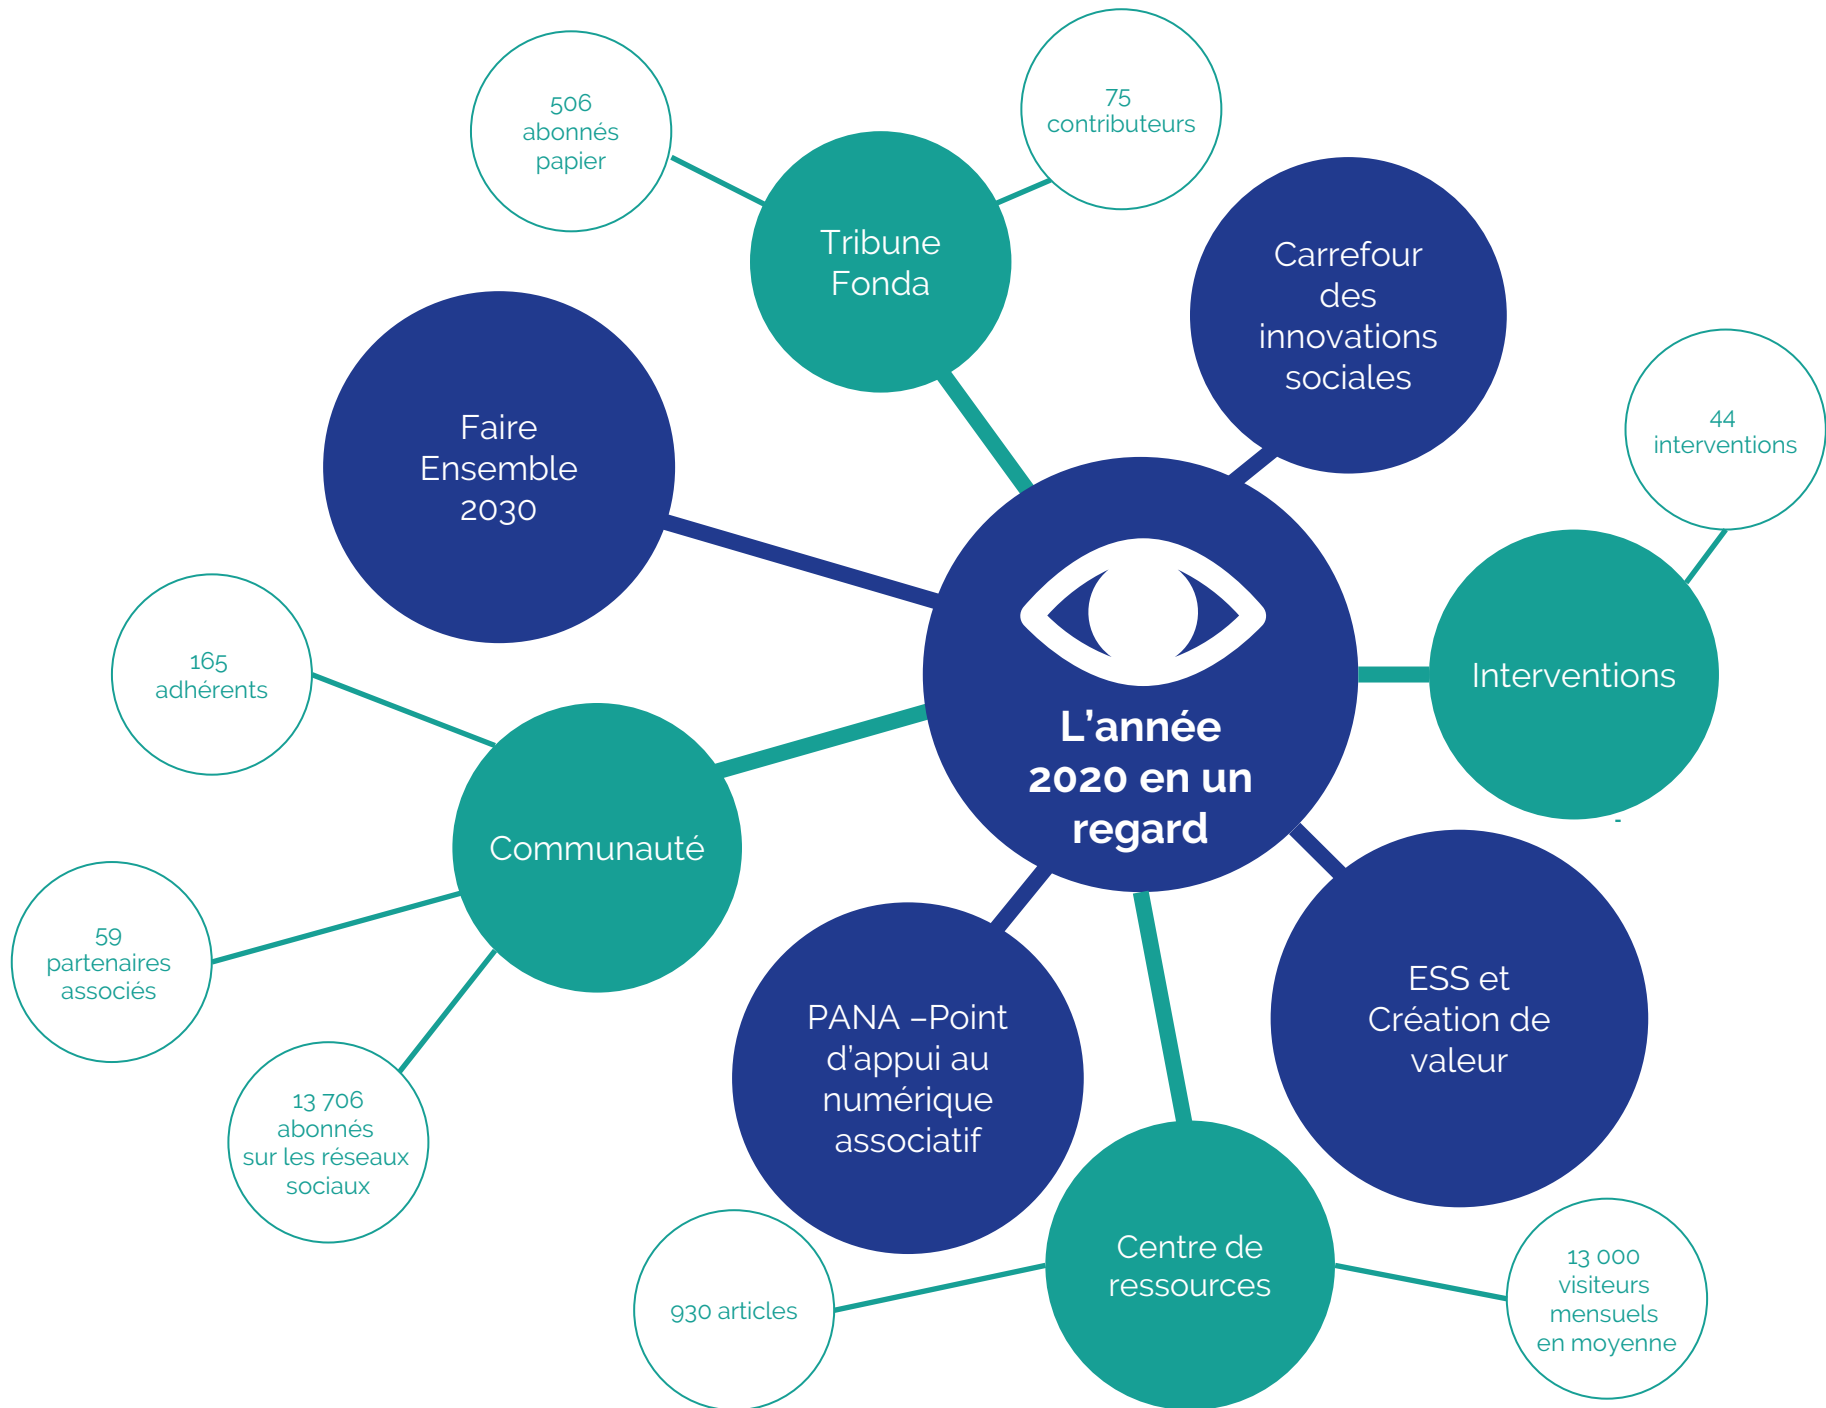 506
abonnés
papier
75
contributeurs
Tribune
Fonda
Carrefour
des
innovations
sociales
44
interventions
Faire
Ensemble
2030
165
adhérents
Interventions
L’année
2020 en un
regard
Communauté
59
partenaires
associés
PANA –Point
d'appui au
numérique
associatif
ESS et
Création de
valeur
13 706
abonnés
sur les réseaux
sociaux
Centre de
ressources
930 articles
13 000
visiteurs
mensuels
en moyenne